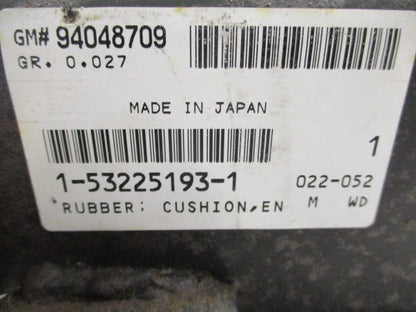 GM# 94048709
GR. 0.027
MADE IN JAPAN
1
1-53225193-1 022-052
RUBBER; CUSHION,EN M WD